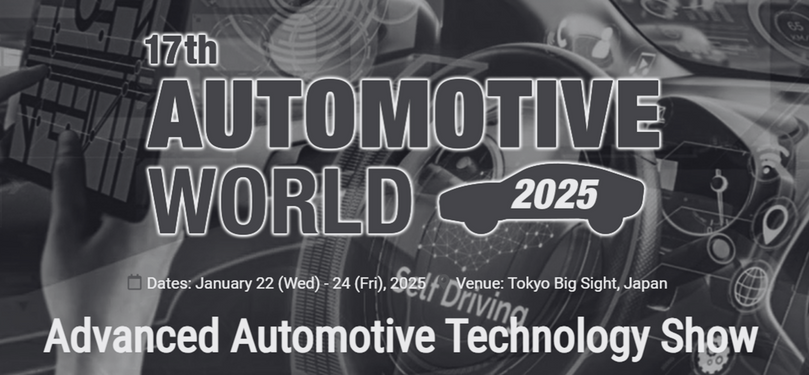 17th
AUTOMOTIVE
WORLD 2025
Dates: January 22 (Wed) - 24 (Fri), 2025 Venue: Tokyo Big Sight, Japan
Self Driving
Advanced Automotive Technology Show